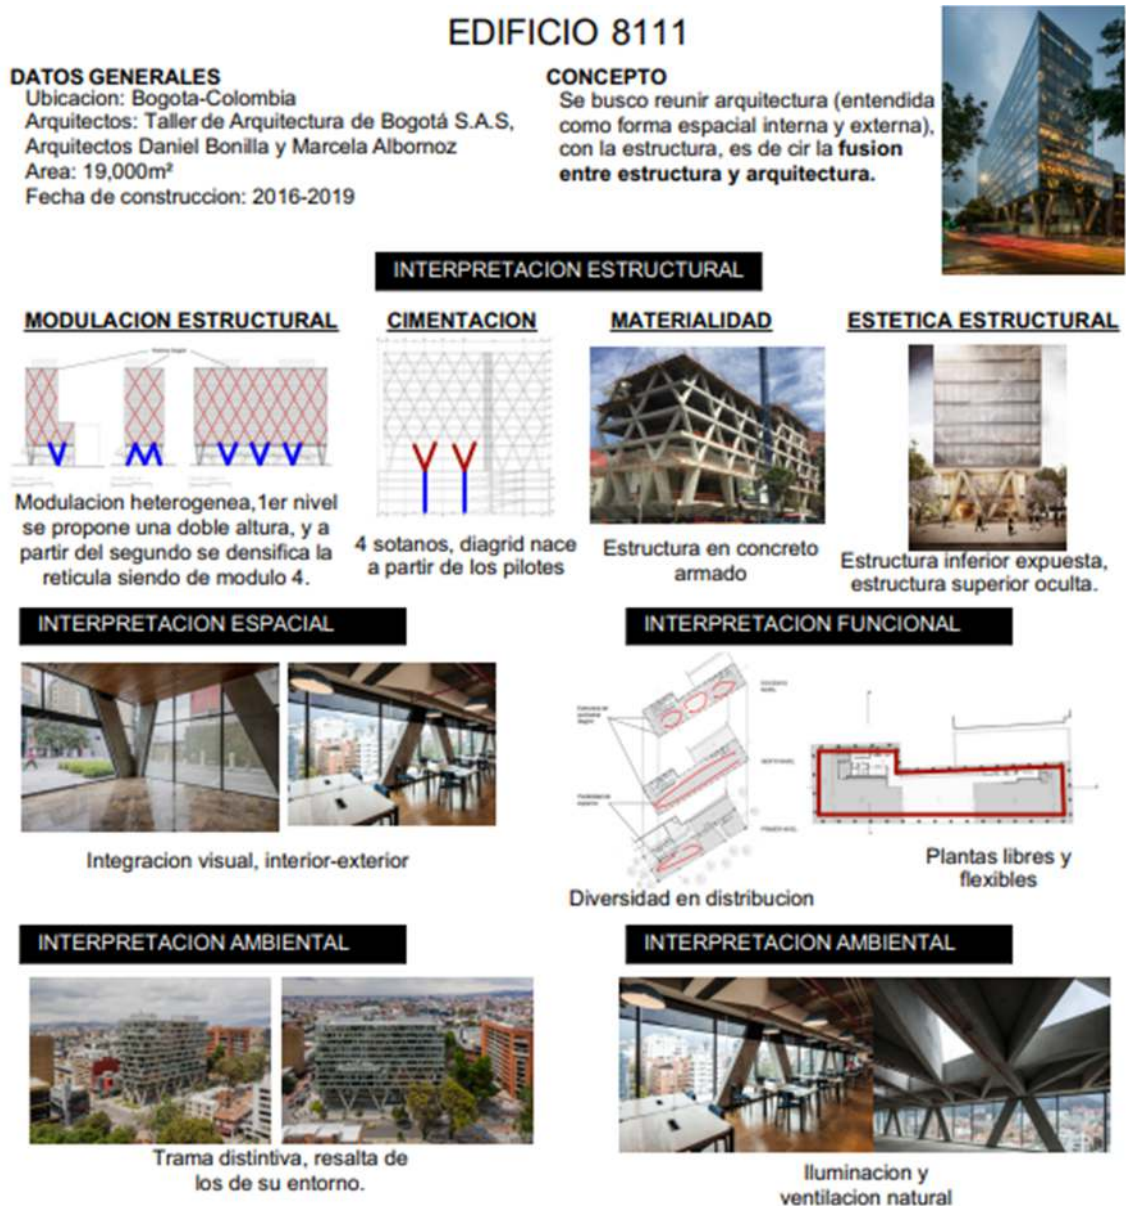 EDIFICIO 8111
DATOS GENERALES
Ubicacion: Bogota-Colombia
Arquitectos: Taller de Arquitectura de Bogotá S.A.S,
Arquitectos Daniel Bonilla y Marcela Albornoz
Area: 19,000m²
Fecha de construccion: 2016-2019
CONCEPTO
Se busco reunir arquitectura (entendida
como forma espacial interna y externa),
con la estructura, es de cir la fusion
entre estructura y arquitectura.
INTERPRETACION ESTRUCTURAL
MODULACION ESTRUCTURAL
Modulacion heterogenea,1er nivel
se propone una doble altura, y a
partir del segundo se densifica la
reticula siendo de modulo 4.
CIMENTACION
4 sotanos, diagrid nace
a partir de los pilotes
MATERIALIDAD
Estructura en concreto
armado
ESTETICA ESTRUCTURAL
Estructura inferior expuesta,
estructura superior oculta.
INTERPRETACION ESPACIAL
Integracion visual, interior-exterior
INTERPRETACION FUNCIONAL
Diversidad en distribucion
Plantas libres y
flexibles
INTERPRETACION AMBIENTAL
Trama distintiva, resalta de
los de su entorno.
INTERPRETACION AMBIENTAL
Iluminacion y
ventilacion natural